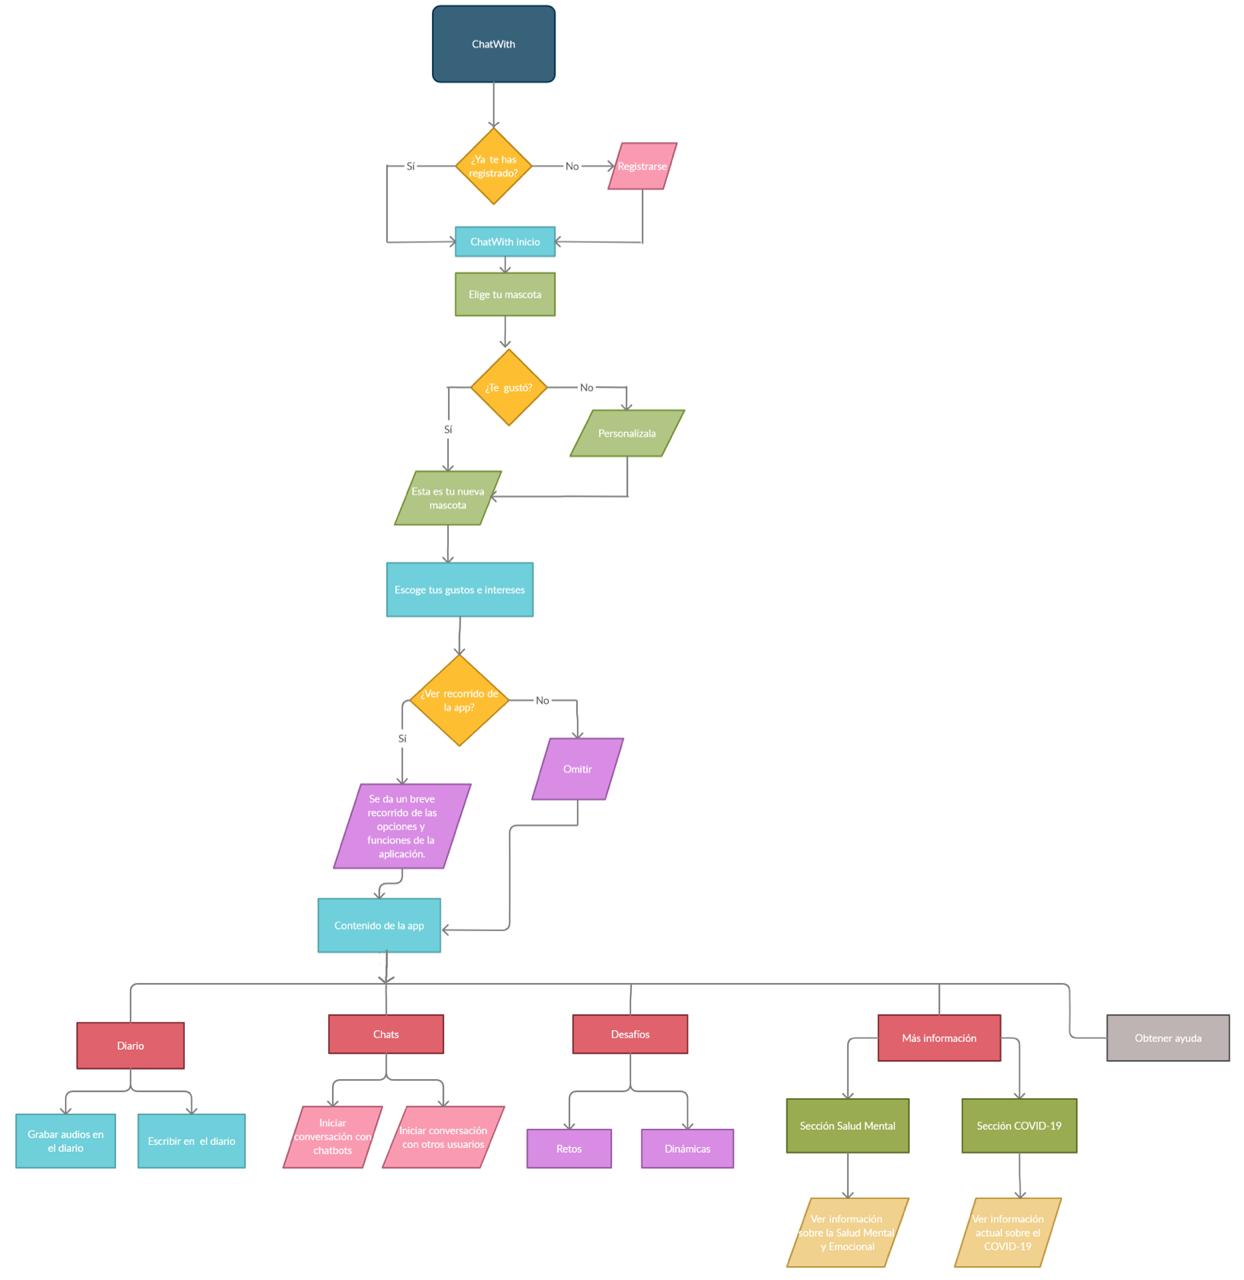 ChatWith
¿Ya te has
registrado?
Sí
No
Registrarse
ChatWith inicio
Elige tu mascota
¿Te gustó?
No
Sí
Personalízala
Esta es tu nueva
mascota
Escoge tus gustos e intereses
¿Ver recorrido de
la app?
No
Sí
Omitir
Se da un breve
recorrido de las
opciones y
funciones de la
aplicación.
Contenido de la app
Diario
Chats
Desafíos
Más información
Obtener ayuda
Grabar audios en
el diario
Escribir en el diario
Iniciar
conversación con
chatbots
Iniciar conversación
con otros usuarios
Retos
Dinámicas
Sección Salud Mental
Sección COVID-19
Ver información
sobre la Salud Mental
y Emocional
Ver información
actual sobre el
COVID-19